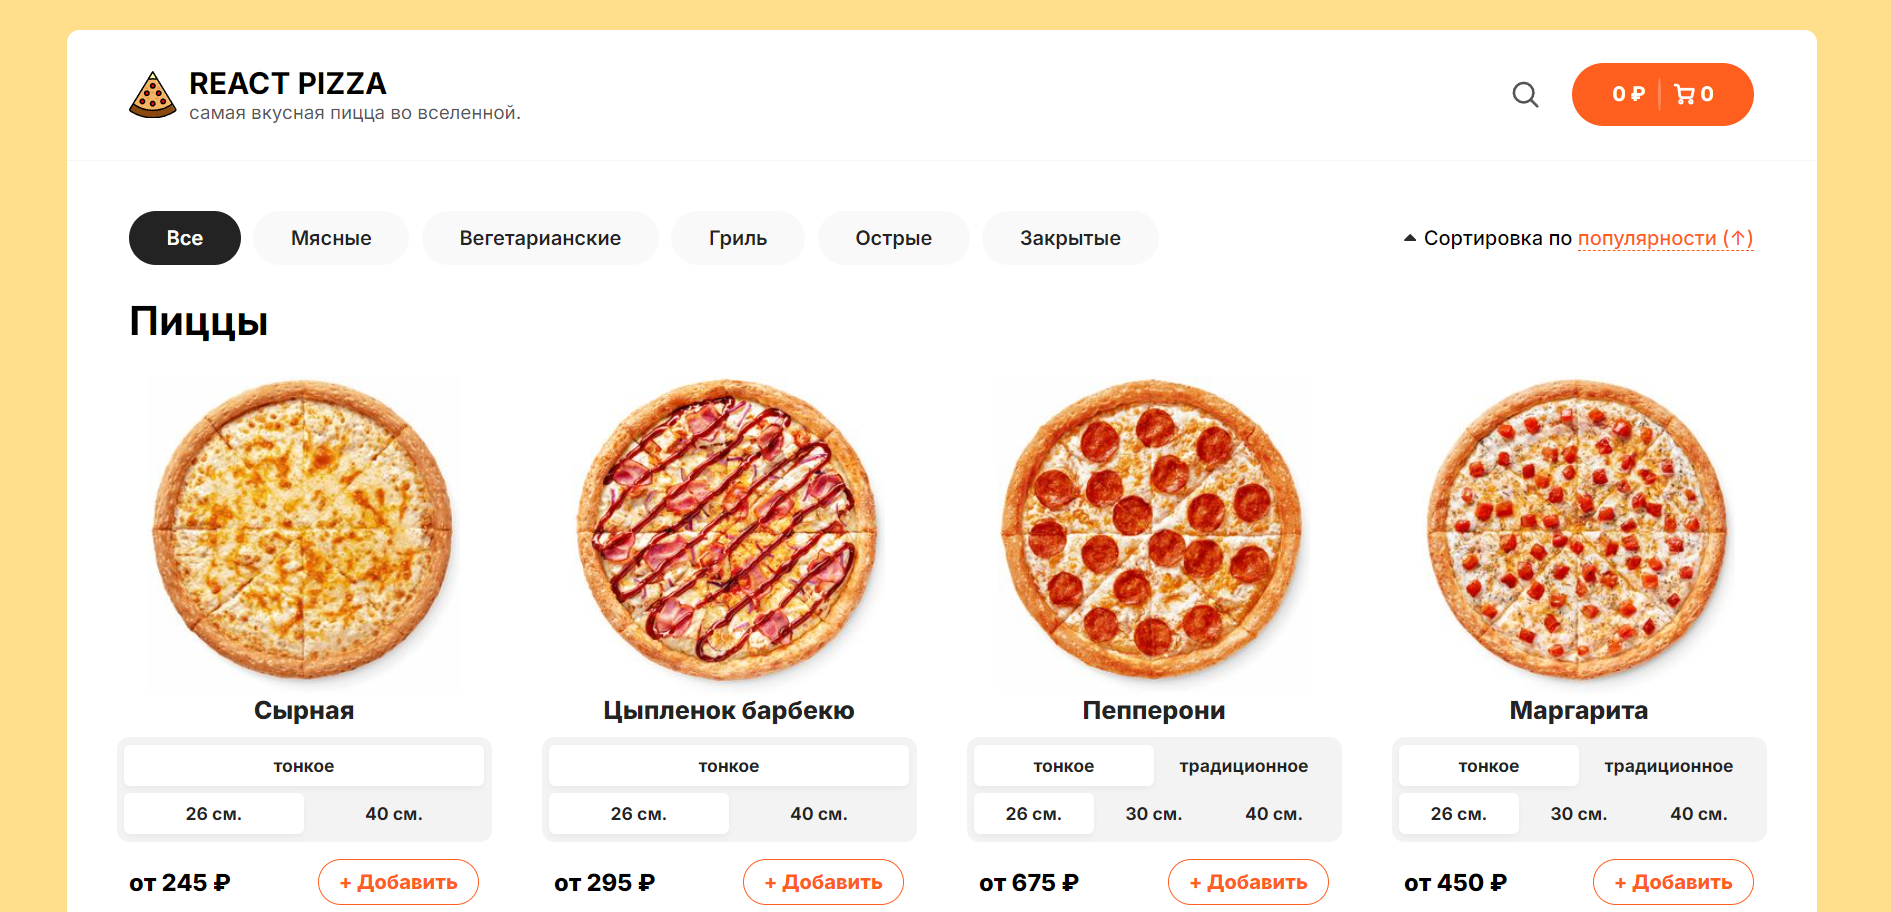 REACT PIZZA
самая вкусная пицца во вселенной.
0 ₽ 0
Все Мясные Вегетарианские Гриль Острые Закрытые Сортировка по популярности (↑)
Пиццы
Сырная Цыпленок барбекю Пепперони Маргарита
тонкое тонкое тонкое традиционное тонкое традиционное
26 см. 40 см. 26 см. 40 см. 26 см. 30 см. 40 см. 26 см. 30 см. 40 см.
от 245 ₽ + Добавить от 295 ₽ + Добавить от 675 ₽ + Добавить от 450 ₽ + Добавить